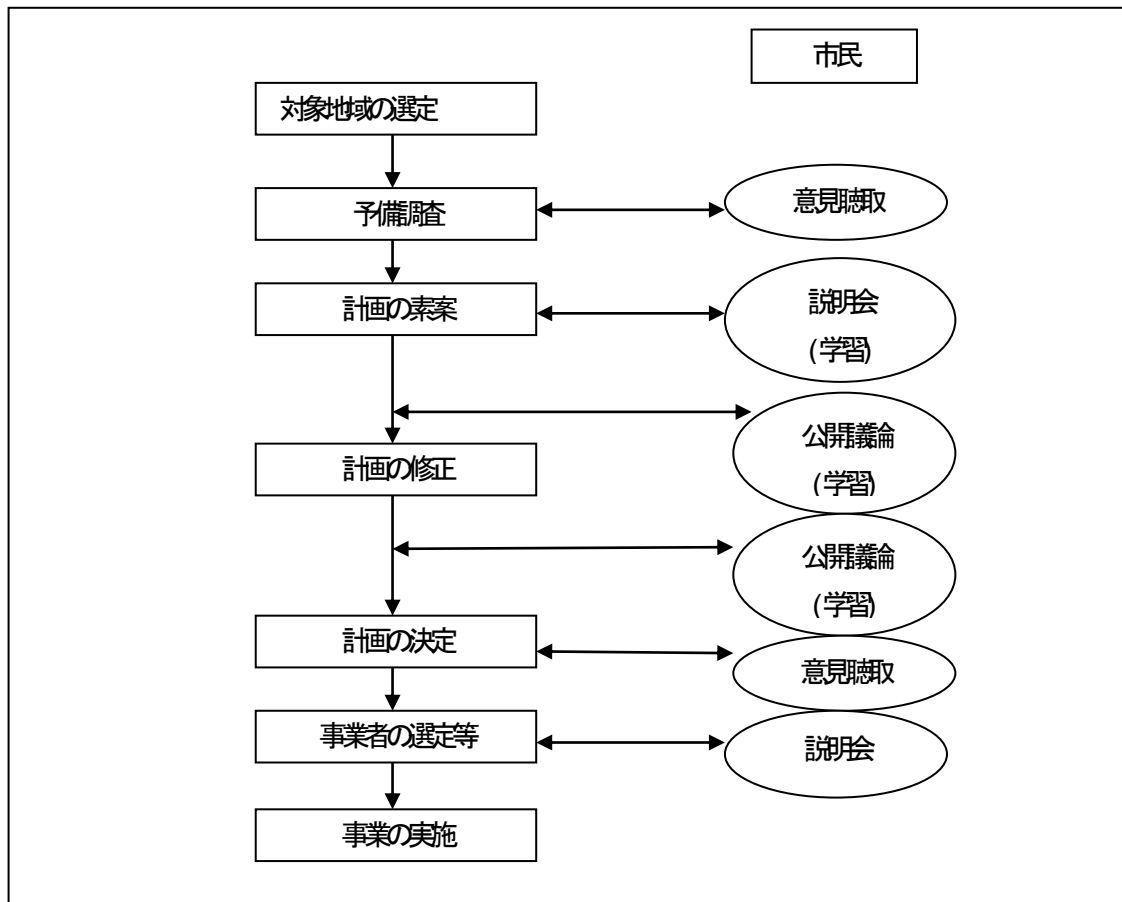 市民
対象地域の選定
予備調査
意見聴取
計画の素案
説明会
(学習)
公開議論
(学習)
計画の修正
公開議論
(学習)
計画の決定
意見聴取
事業者の選定等
説明会
事業の実施